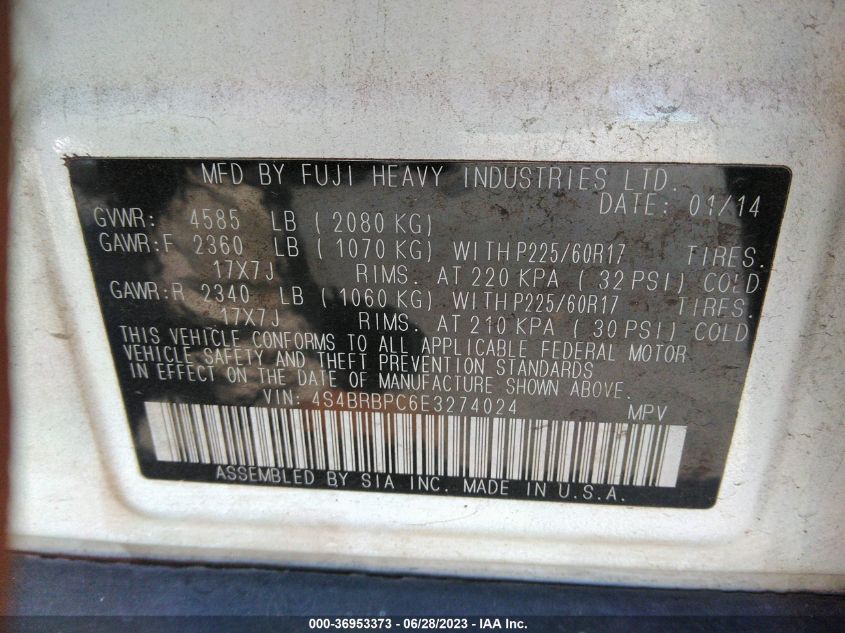 MFD BY FUJI HEAVY INDUSTRIES LTD.
DATE: 01/14
GVWR: 4585 LB ( 2080 KG)
GAWR:F 2360 LB ( 1070 KG) WITH P225/60R17 TIRES.
17X7J RIMS. AT 220 KPA ( 32 PSI) COLD
GAWR:R 2340 LB ( 1060 KG) WITH P225/60R17 TIRES.
17X7J RIMS. AT 210 KPA ( 30 PSI) COLD
THIS VEHICLE CONFORMS TO ALL APPLICABLE FEDERAL MOTOR
VEHICLE SAFETY AND THEFT PREVENTION STANDARDS
IN EFFECT ON THE DATE OF MANUFACTURE SHOWN ABOVE.
VIN: 4S4BRBPC6E3274024 MPV
ASSEMBLED BY SIA INC. MADE IN U.S.A.
000-36953373 - 06/28/2023 - IAA Inc.